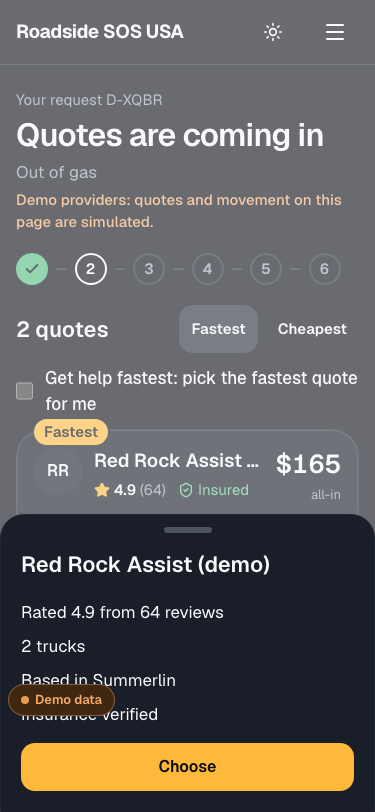 Roadside SOS USA
Your request D-XQBR
Quotes are coming in
Out of gas
Demo providers: quotes and movement on this
page are simulated.
2 3 4 5 6
2 quotes
Fastest
Cheapest
Get help fastest: pick the fastest quote
for me
Fastest
RR
Red Rock Assist ...
$165
4.9 (64)
Insured
all-in
Red Rock Assist (demo)
Rated 4.9 from 64 reviews
2 trucks
Based in Summerlin
Demo data
Insurance verified
Choose